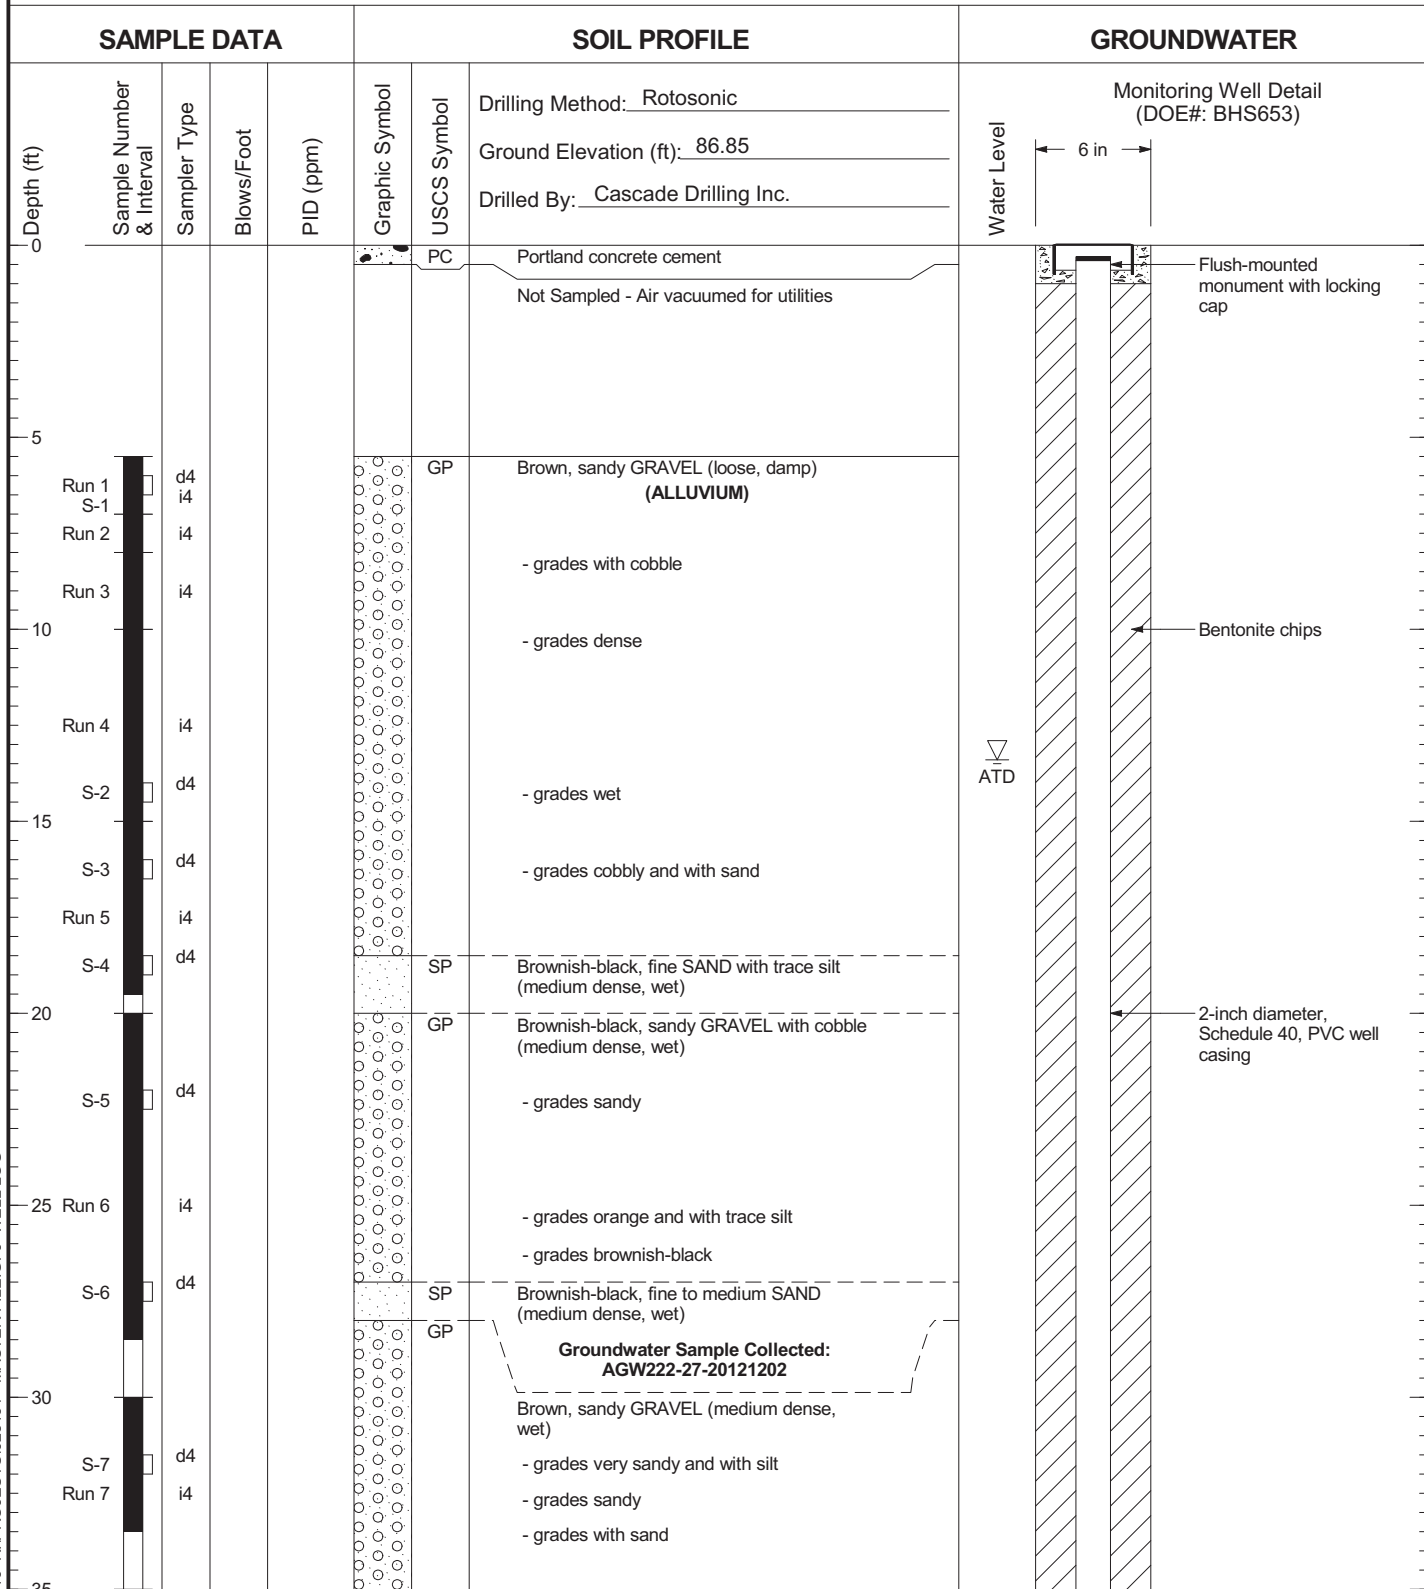 SAMPLE DATA
SOIL PROFILE
GROUNDWATER
Depth (ft)
Sample Number
& Interval
Sampler Type
Blows/Foot
PID (ppm)
Graphic Symbol
USCS Symbol
Drilling Method: Rotosonic
Ground Elevation (ft): 86.85
Drilled By: Cascade Drilling Inc.
Water Level
Monitoring Well Detail
(DOE#: BHS653)
6 in
0
PC
Portland concrete cement
Not Sampled - Air vacuumed for utilities
Flush-mounted
monument with locking
cap
5
Run 1
S-1
d4
i4
GP
Brown, sandy GRAVEL (loose, damp)
(ALLUVIUM)
Run 2
i4
- grades with cobble
Run 3
i4
10
- grades dense
Bentonite chips
Run 4
i4
ATD
S-2
d4
- grades wet
15
S-3
d4
- grades cobbly and with sand
Run 5
i4
S-4
d4
SP
Brownish-black, fine SAND with trace silt
(medium dense, wet)
20
GP
Brownish-black, sandy GRAVEL with cobble
(medium dense, wet)
2-inch diameter,
Schedule 40, PVC well
casing
S-5
d4
- grades sandy
25
Run 6
i4
- grades orange and with trace silt
- grades brownish-black
S-6
d4
SP
Brownish-black, fine to medium SAND
(medium dense, wet)
GP
Groundwater Sample Collected:
AGW222-27-20121202
30
Brown, sandy GRAVEL (medium dense,
wet)
S-7
d4
- grades very sandy and with silt
Run 7
i4
- grades sandy
- grades with sand
35